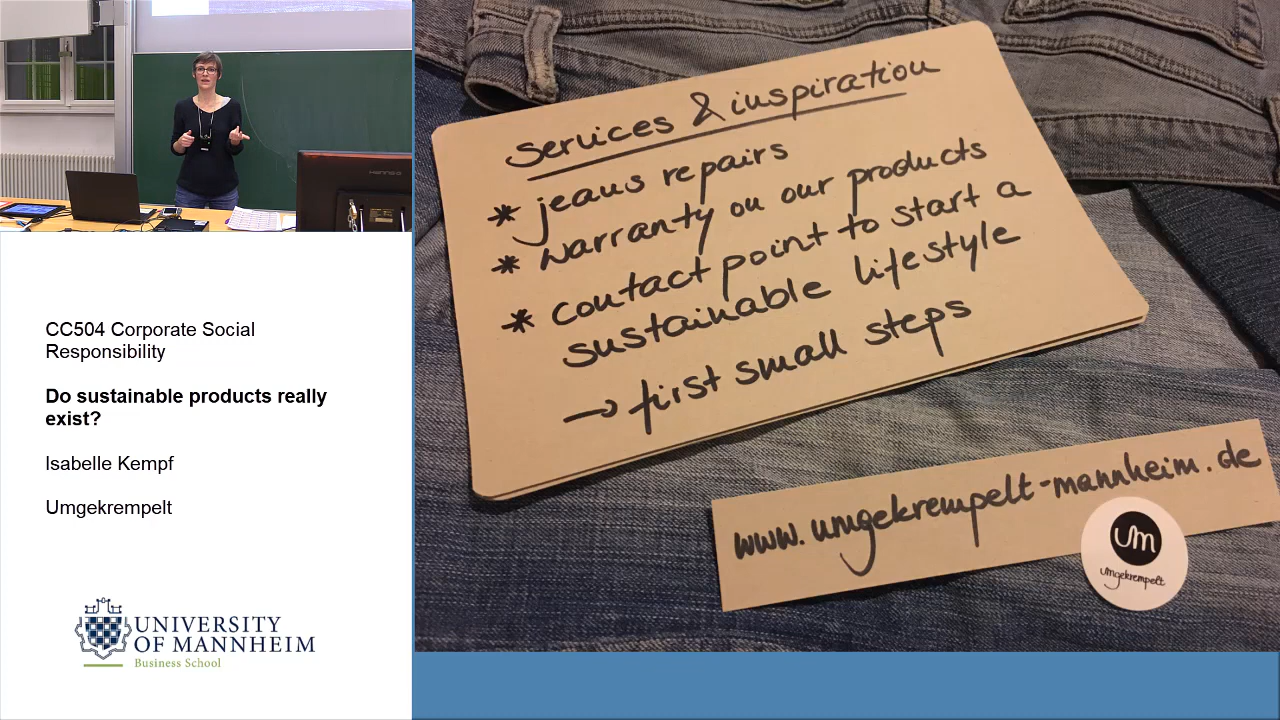 CC504 Corporate Social
Responsibility
Do sustainable products really
exist?
Isabelle Kempf
Umgekrempelt
UNIVERSITY
OF MANNHEIM
Business School
Services & inspiration
* jeans repairs
* warranty on our products
* contact point to start a
sustainable lifestyle
→ first small steps
www.umgekrempelt-mannheim.de
um
umgekrempelt